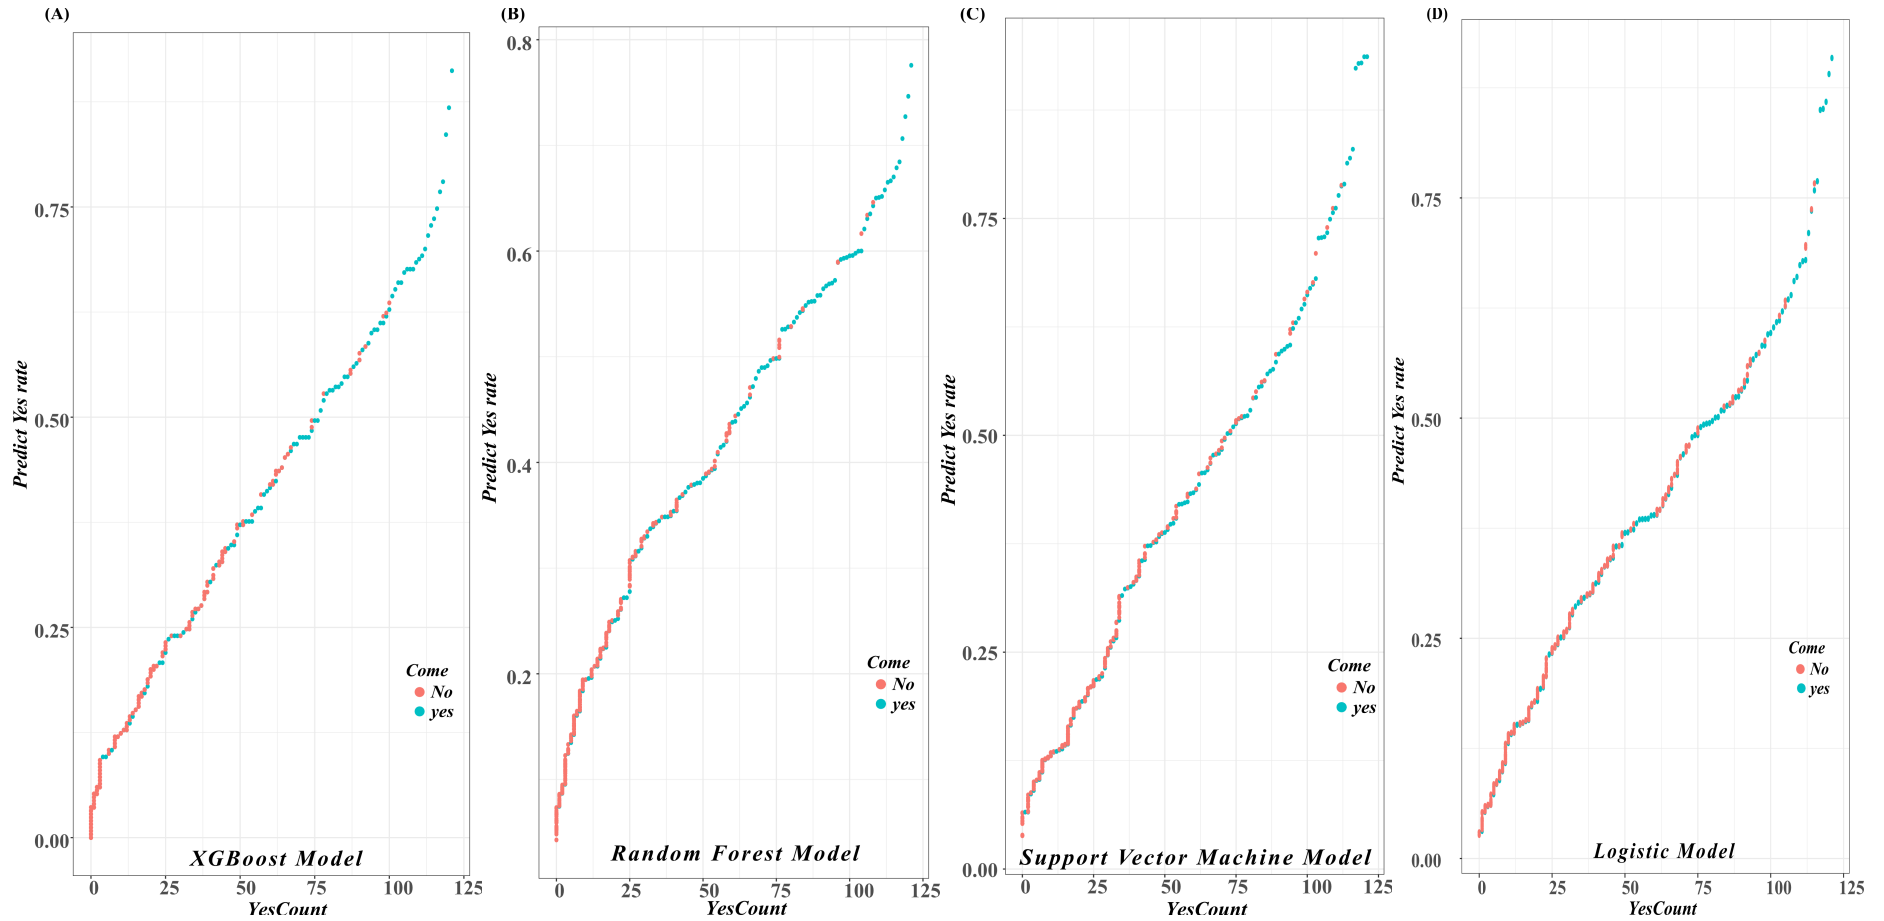 (A)
Predict Yes rate
0.75
0.50
0.25
0.00
Come
No
yes
XGBoost Model
0 25 50 75 100 125
YesCount
(B)
Predict Yes rate
0.8
0.6
0.4
0.2
Come
No
yes
Random Forest Model
0 25 50 75 100 125
YesCount
(C)
Predict Yes rate
0.75
0.50
0.25
0.00
Come
No
yes
Support Vector Machine Model
0 25 50 75 100 125
YesCount
(D)
Predict Yes rate
0.75
0.50
0.25
0.00
Come
No
yes
Logistic Model
0 25 50 75 100 125
YesCount